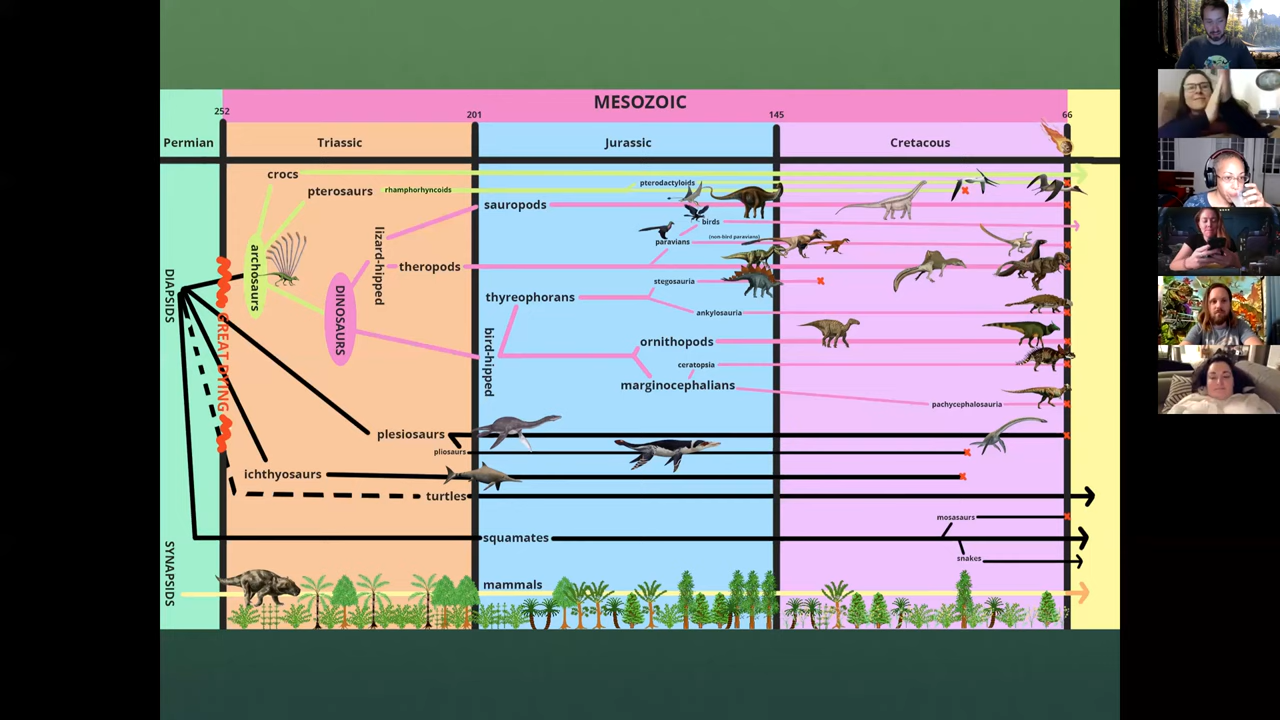 MESOZOIC
252
201
145
66
Permian
Triassic
Jurassic
Cretacous
crocs
pterosaurs
rhamphorhyncoids
pterodactyloids
sauropods
birds
lizard-hipped
archosaurs
paravians
(non-bird paravians)
theropods
DIAPSIDS
DINOSAURS
stegosauria
thyreophorans
ankylosauria
GREAT DYING
bird-hipped
ornithopods
ceratopsia
marginocephalians
pachycephalosauria
plesiosaurs
pliosaurs
ichthyosaurs
turtles
mosasaurs
squamates
snakes
SYNAPSIDS
mammals